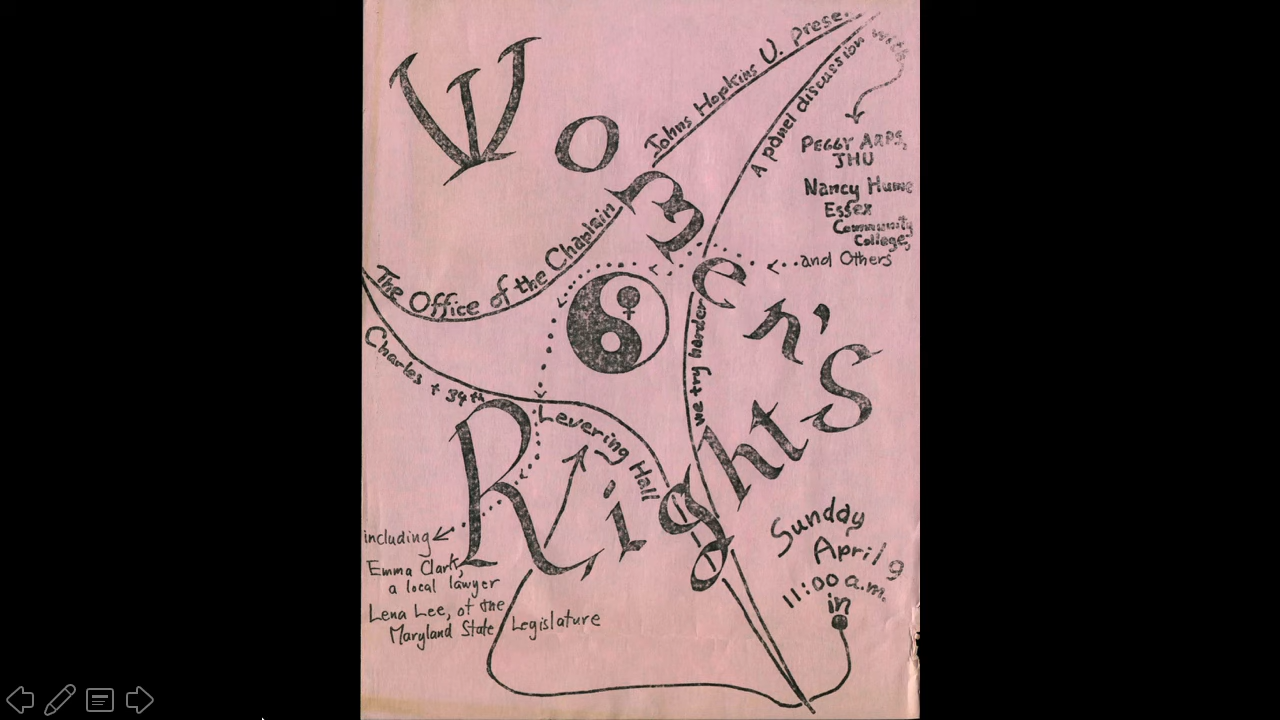 Women's
Rights
The Office of the Chaplain
Johns Hopkins U. prese
A panel discussion with
PEGGY ARPS,
JHU
Nancy Hume
Essex
Community
College,
and Others
we try harder
Charles + 34th
Levering Hall
including
Emma Clark,
a local lawyer
Lena Lee, of the
Maryland State Legislature
Sunday
April 9
11:00 a.m.
in